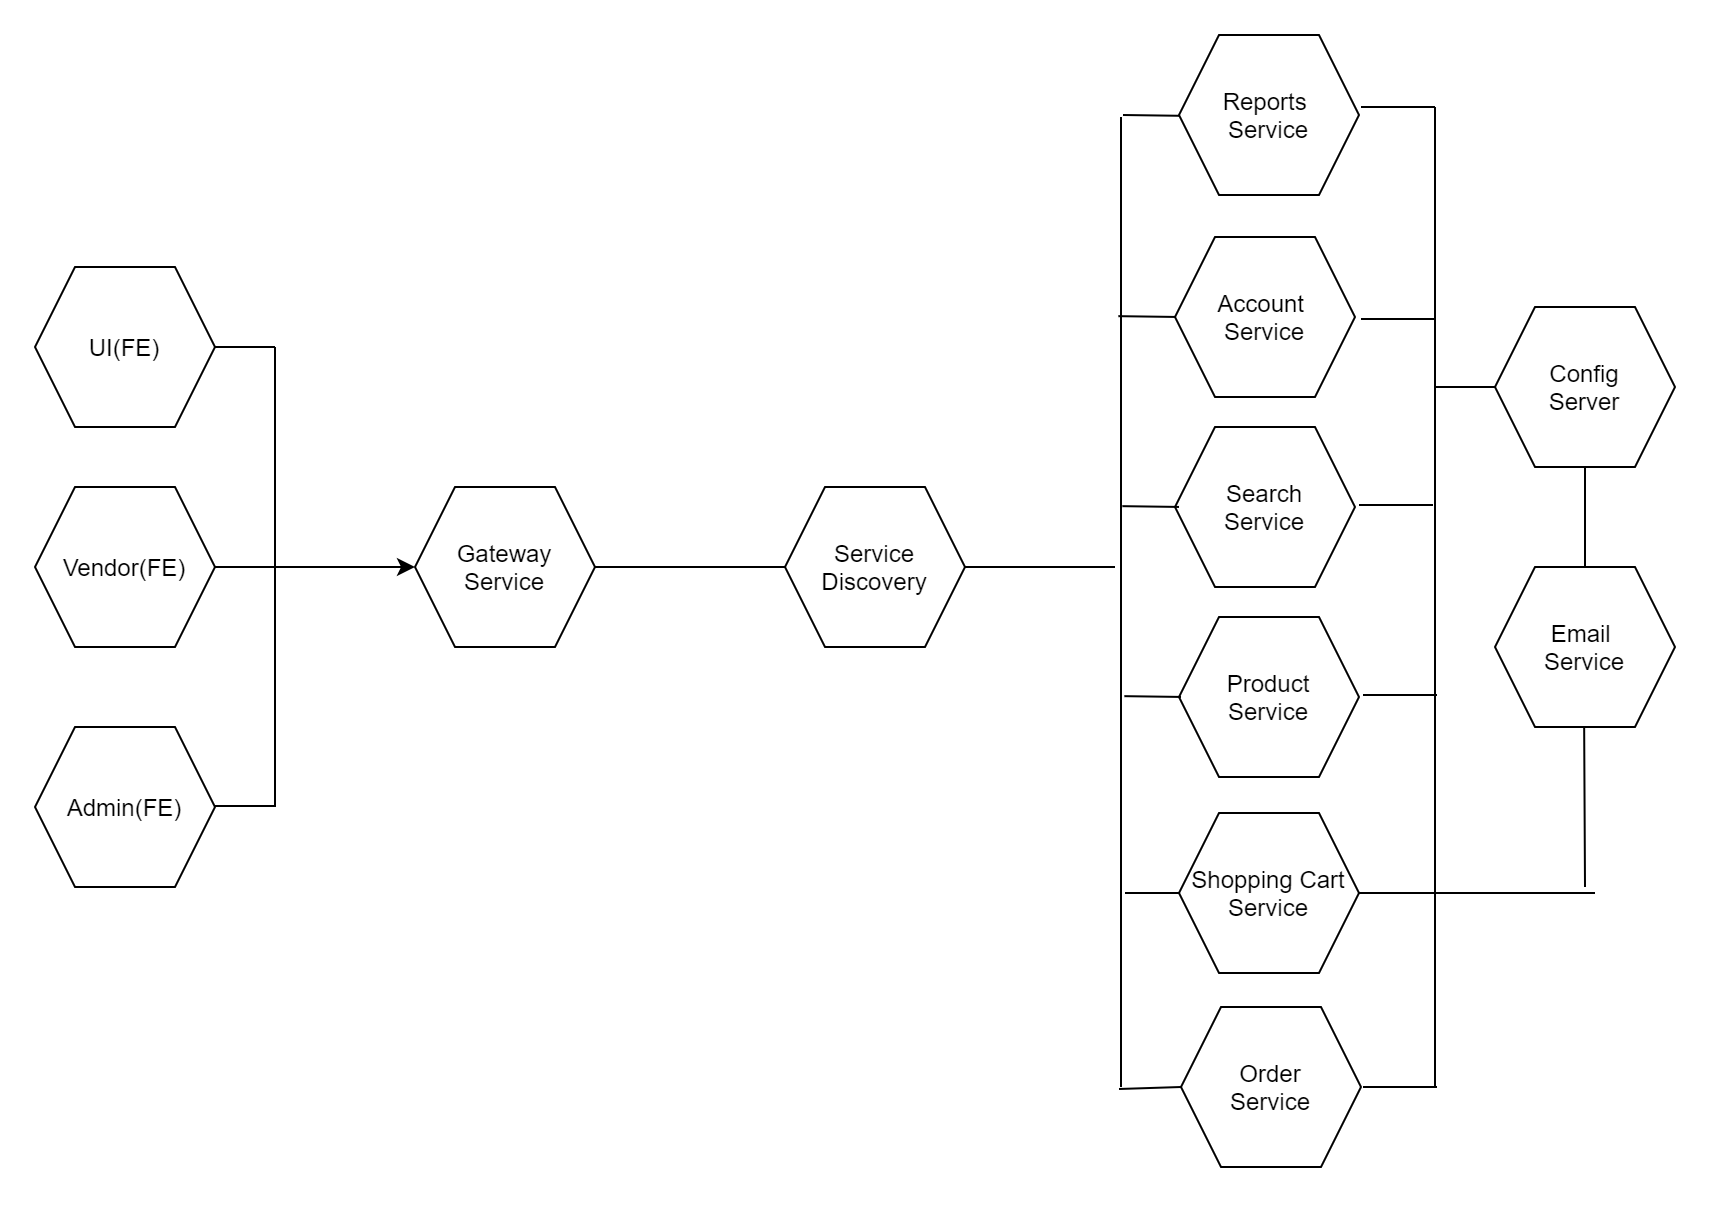 UI(FE)
Vendor(FE)
Admin(FE)
Gateway
Service
Service
Discovery
Reports
Service
Account
Service
Search
Service
Product
Service
Shopping Cart
Service
Order
Service
Config
Server
Email
Service